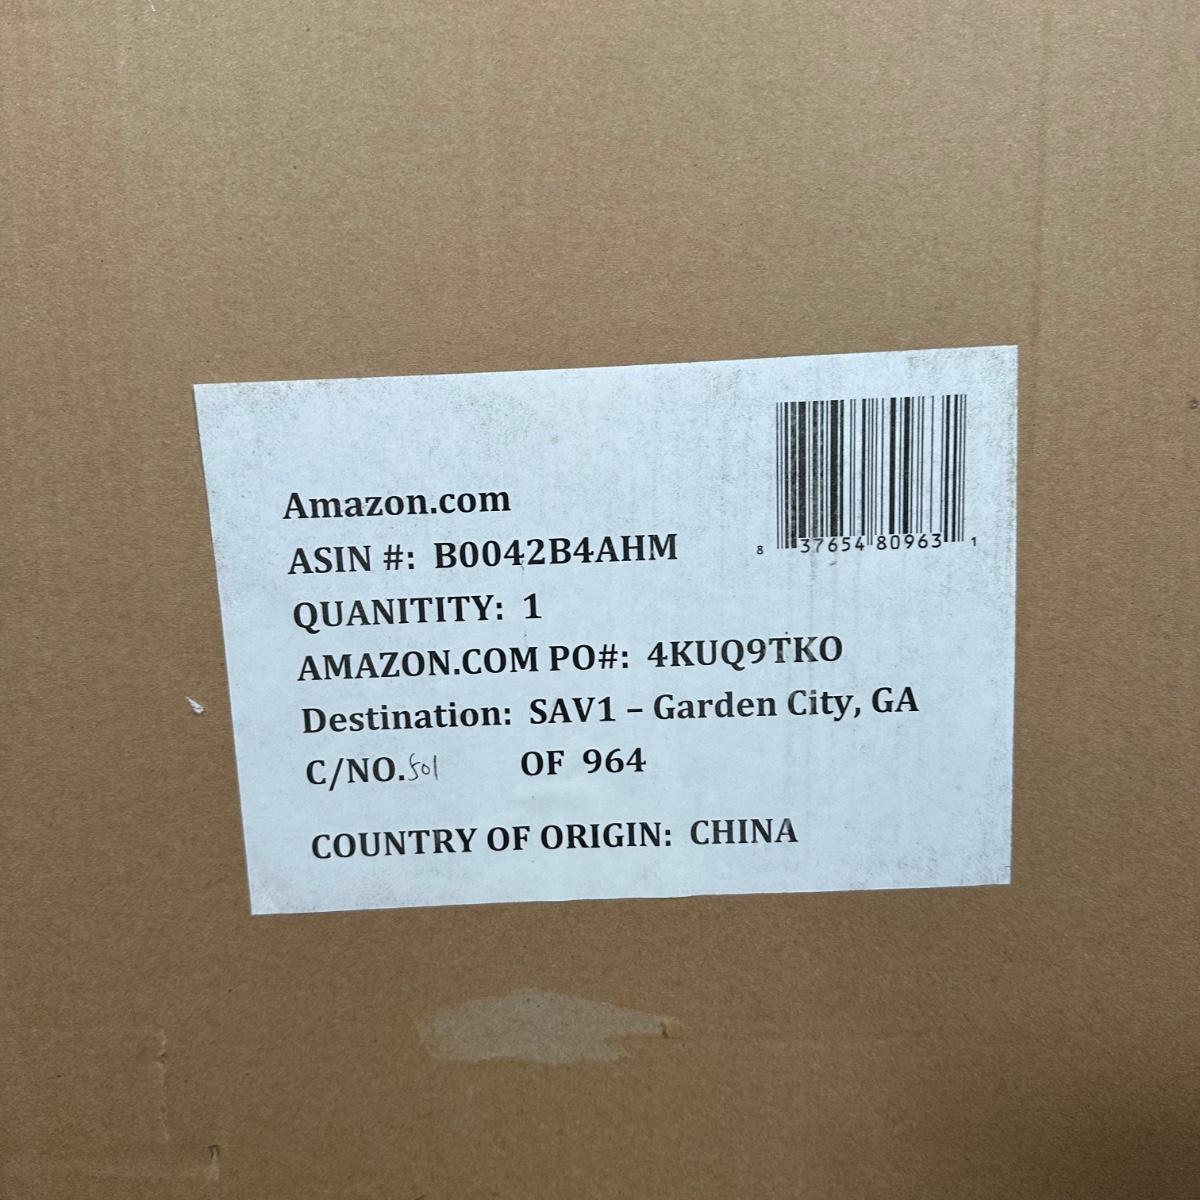 8 37654 80963 1
Amazon.com
ASIN #: B0042B4AHM
QUANITITY: 1
AMAZON.COM PO#: 4KUQ9TKO
Destination: SAV1 – Garden City, GA
C/NO. 501 OF 964
COUNTRY OF ORIGIN: CHINA